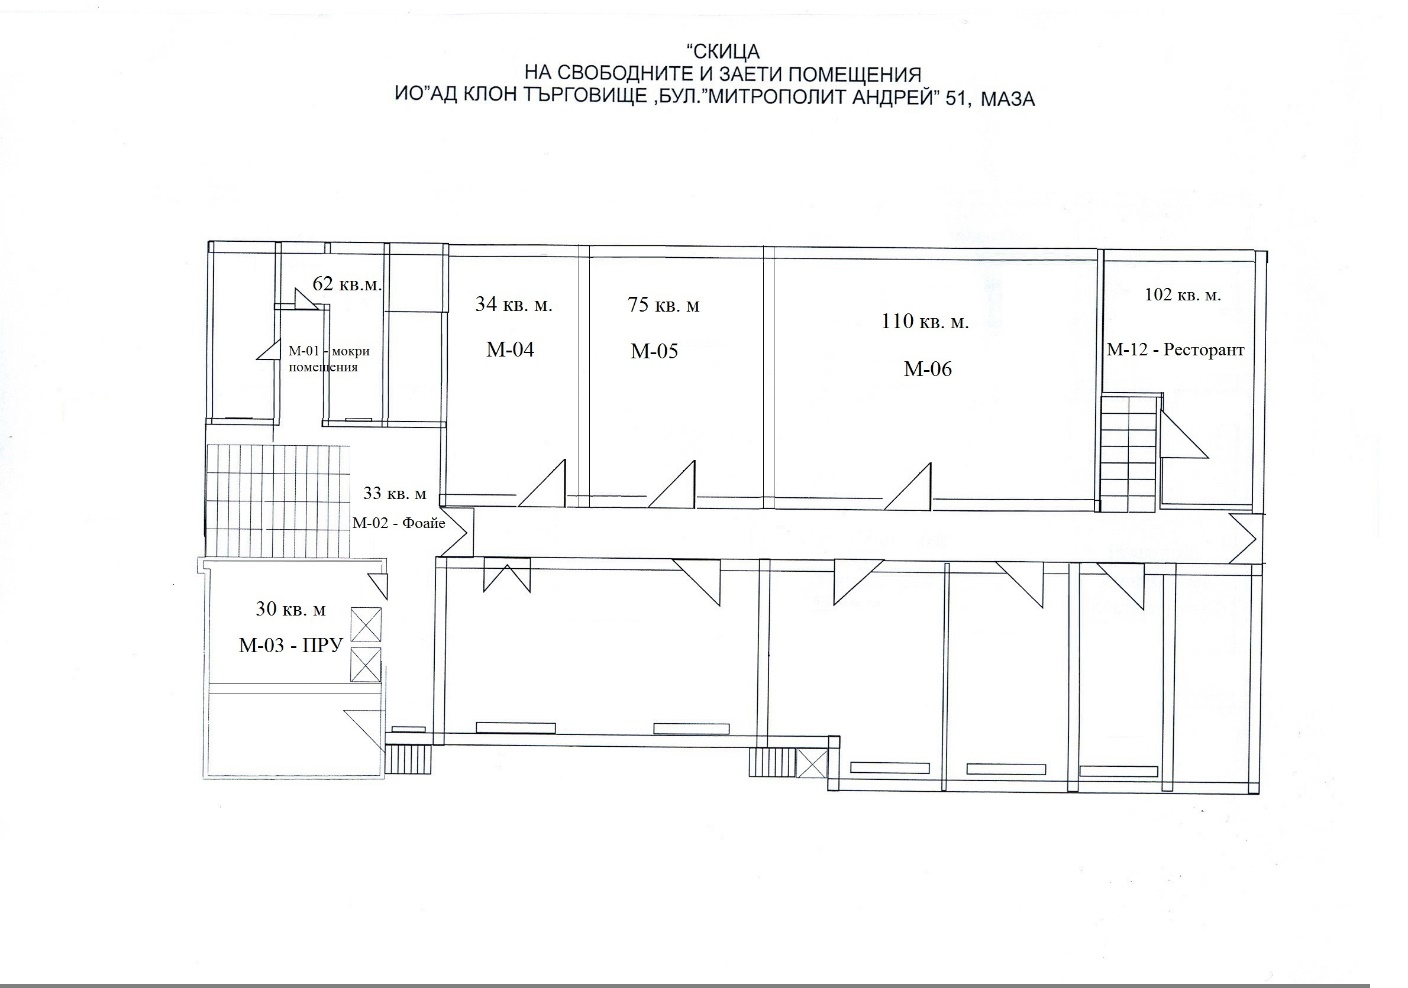 “СКИЦА
НА СВОБОДНИТЕ И ЗАЕТИ ПОМЕЩЕНИЯ
ИО”АД КЛОН ТЪРГОВИЩЕ ,БУЛ.”МИТРОПОЛИТ АНДРЕЙ” 51, МАЗА
62 кв.м.
М-01 - мокри
помещения
34 кв. м.
М-04
75 кв. м
М-05
110 кв. м.
М-06
102 кв. м.
М-12 - Ресторант
33 кв. м
М-02 - Фоайе
30 кв. м
М-03 - ПРУ